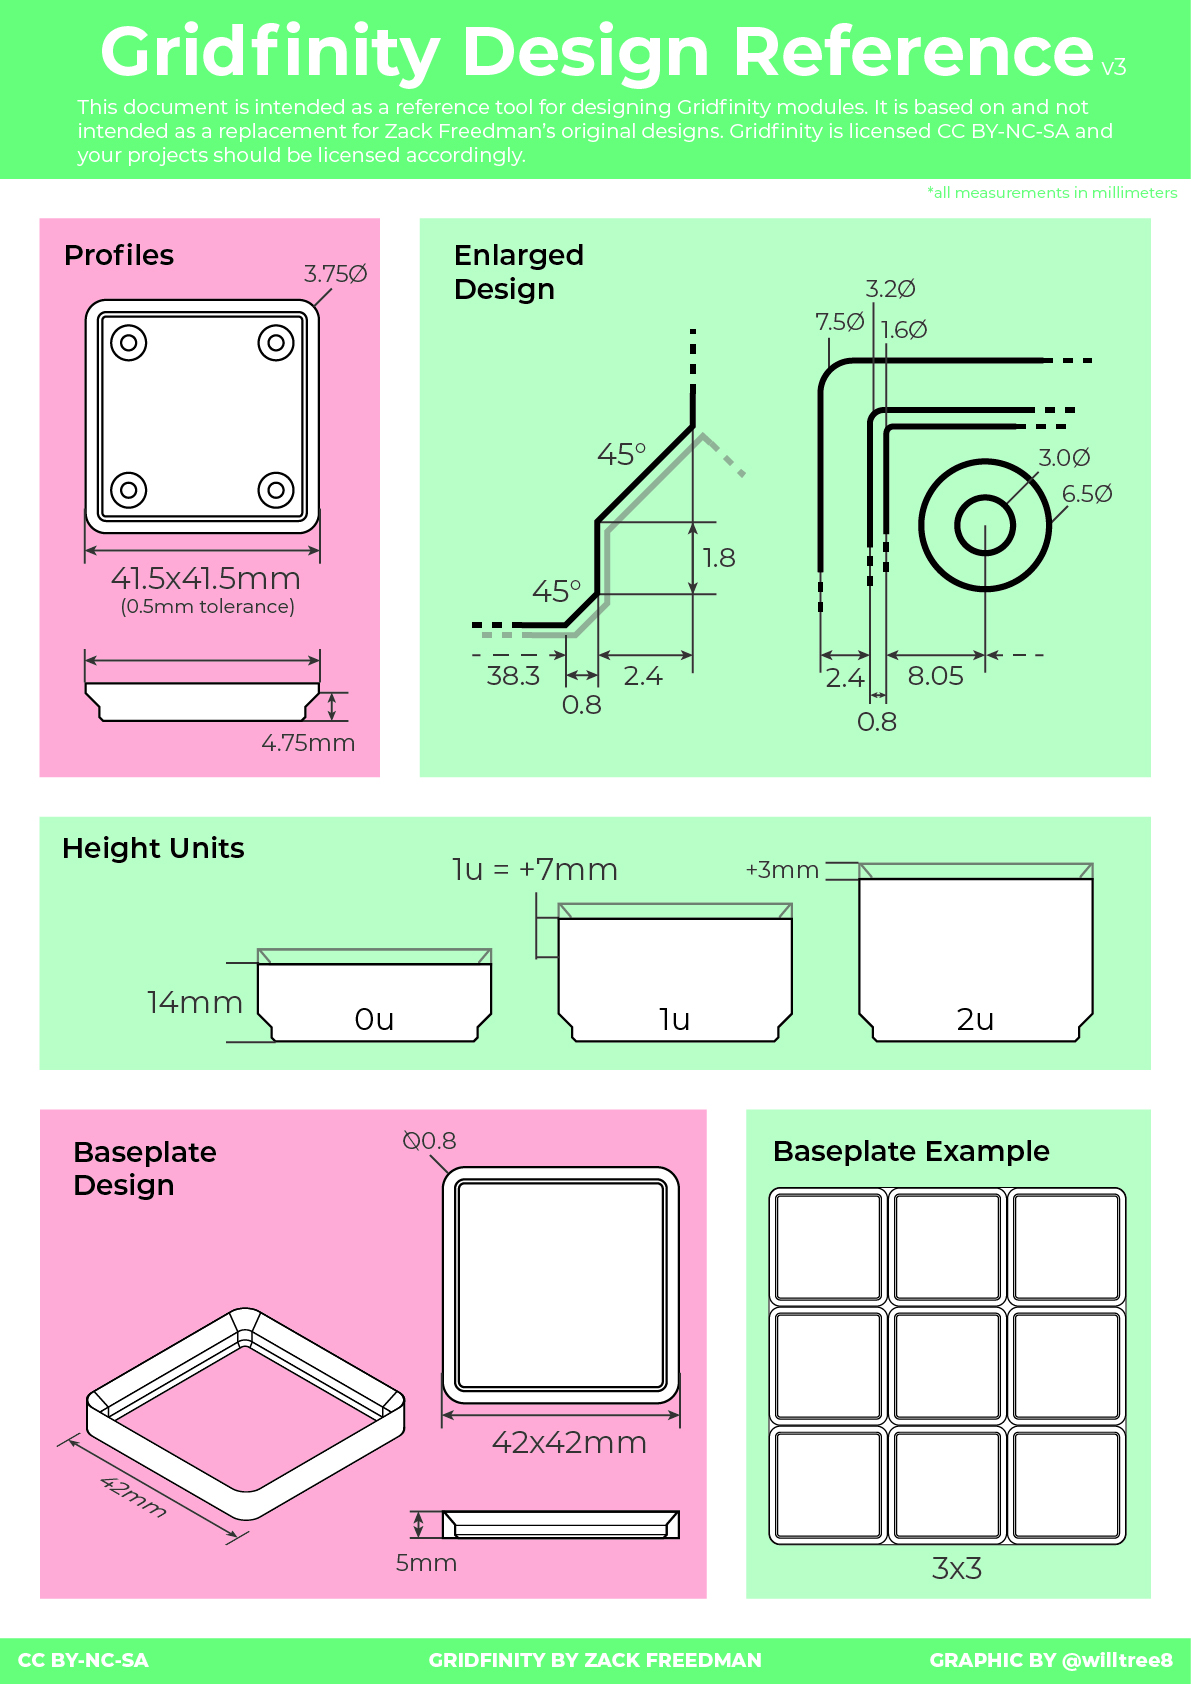 Gridfinity Design Reference v3
This document is intended as a reference tool for designing Gridfinity modules. It is based on and not
intended as a replacement for Zack Freedman's original designs. Gridfinity is licensed CC BY-NC-SA and
your projects should be licensed accordingly.
*all measurements in millimeters
Profiles
3.75Ø
41.5x41.5mm
(0.5mm tolerance)
4.75mm
Enlarged
Design
45°
45°
1.8
38.3
0.8
2.4
3.2Ø
7.5Ø
1.6Ø
3.0Ø
6.5Ø
2.4
0.8
8.05
Height Units
14mm
0u
1u = +7mm
1u
+3mm
2u
Baseplate
Design
Ø0.8
42x42mm
42mm
5mm
Baseplate Example
3x3
CC BY-NC-SA
GRIDFINITY BY ZACK FREEDMAN
GRAPHIC BY @willtree8